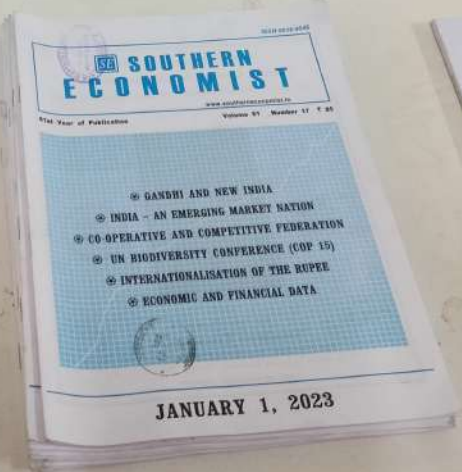 SE SOUTHERN
ECONOMIST
www.southerneconomist.in
61st Year of Publication Volume 61 Number 17 ₹ 85
GANDHI AND NEW INDIA
INDIA – AN EMERGING MARKET NATION
CO-OPERATIVE AND COMPETITIVE FEDERATION
UN BIODIVERSITY CONFERENCE (COP 15)
INTERNATIONALISATION OF THE RUPEE
ECONOMIC AND FINANCIAL DATA
JANUARY 1, 2023